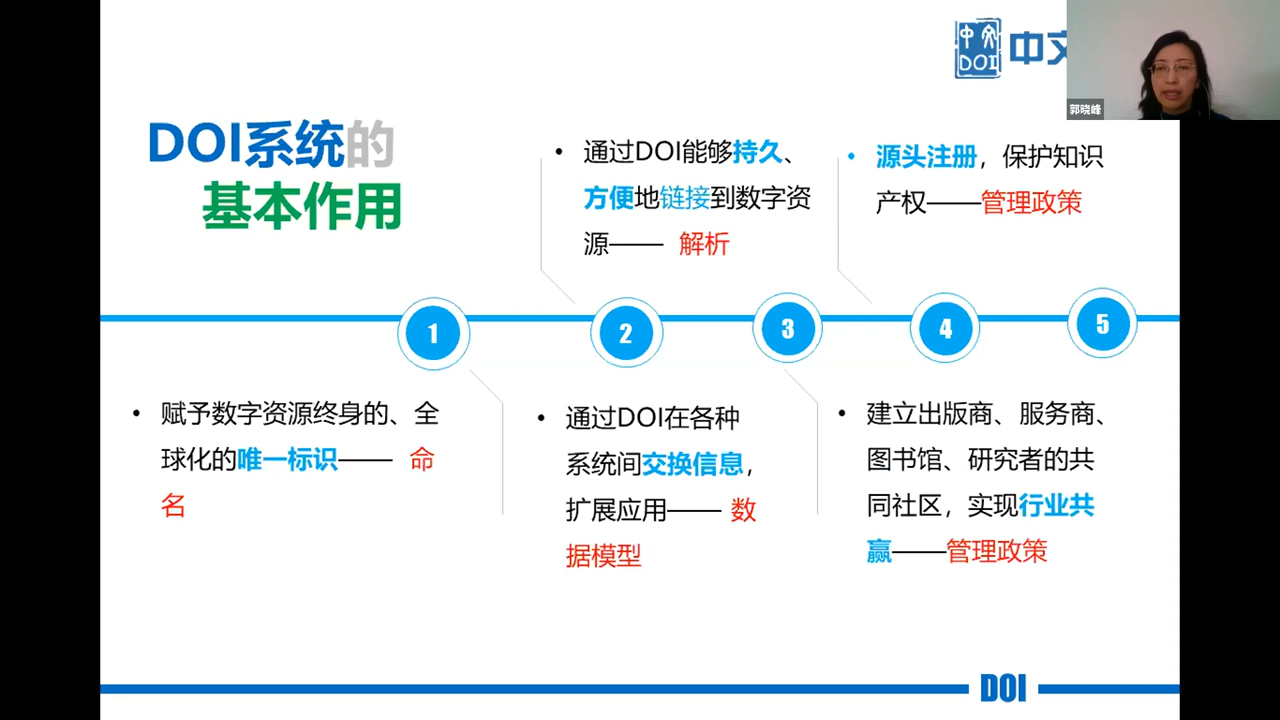 中文
DOI
中文
郭晓峰
DOI系统的
基本作用
• 通过DOI能够持久、
方便地链接到数字资
源—— 解析
• 源头注册，保护知识
产权——管理政策
1
2
3
4
5
• 赋予数字资源终身的、全
球化的唯一标识—— 命
名
• 通过DOI在各种
系统间交换信息，
扩展应用—— 数
据模型
• 建立出版商、服务商、
图书馆、研究者的共
同社区，实现行业共
赢——管理政策
DOI